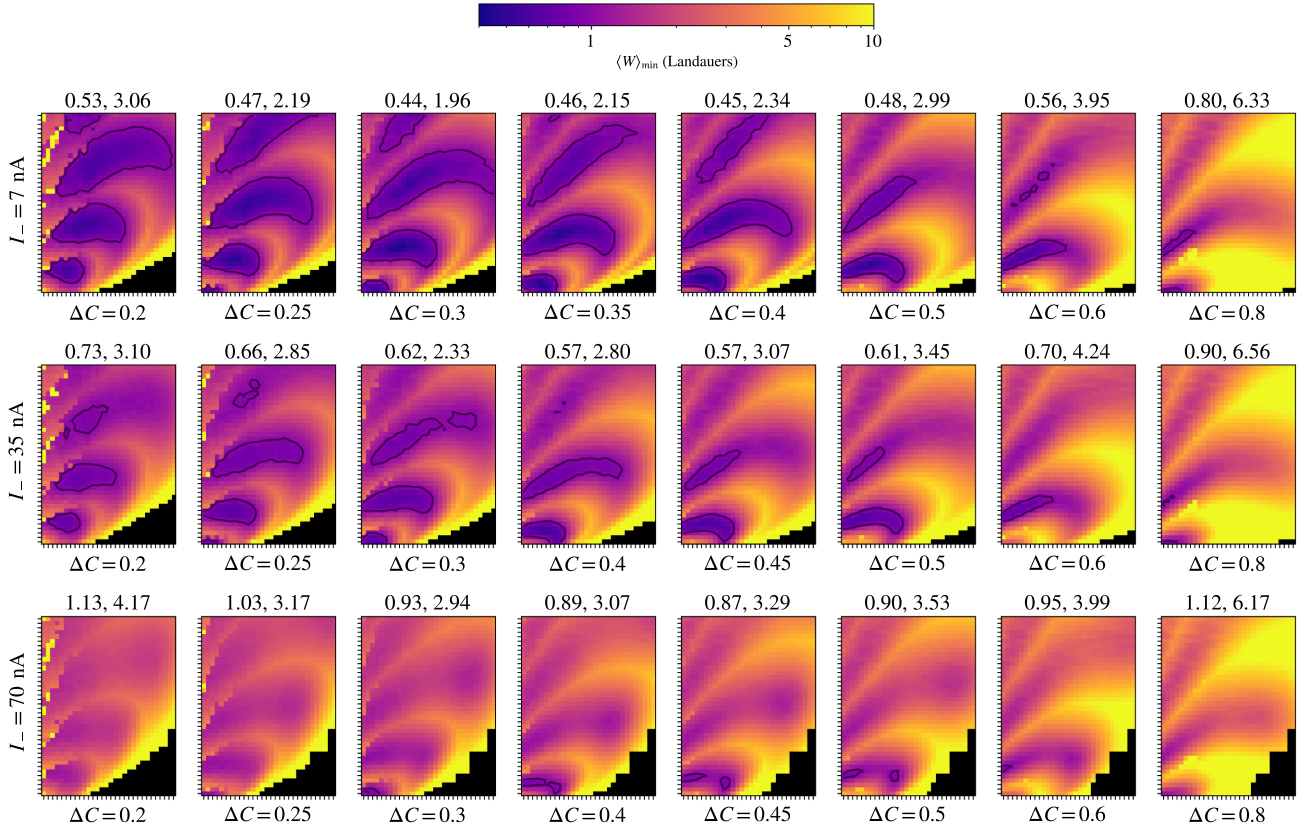 1 5 10
⟨W⟩min (Landauers)
0.53, 3.06 0.47, 2.19 0.44, 1.96 0.46, 2.15 0.45, 2.34 0.48, 2.99 0.56, 3.95 0.80, 6.33
I− = 7 nA
ΔC = 0.2 ΔC = 0.25 ΔC = 0.3 ΔC = 0.35 ΔC = 0.4 ΔC = 0.5 ΔC = 0.6 ΔC = 0.8
0.73, 3.10 0.66, 2.85 0.62, 2.33 0.57, 2.80 0.57, 3.07 0.61, 3.45 0.70, 4.24 0.90, 6.56
I− = 35 nA
ΔC = 0.2 ΔC = 0.25 ΔC = 0.3 ΔC = 0.4 ΔC = 0.45 ΔC = 0.5 ΔC = 0.6 ΔC = 0.8
1.13, 4.17 1.03, 3.17 0.93, 2.94 0.89, 3.07 0.87, 3.29 0.90, 3.53 0.95, 3.99 1.12, 6.17
I− = 70 nA
ΔC = 0.2 ΔC = 0.25 ΔC = 0.3 ΔC = 0.4 ΔC = 0.45 ΔC = 0.5 ΔC = 0.6 ΔC = 0.8